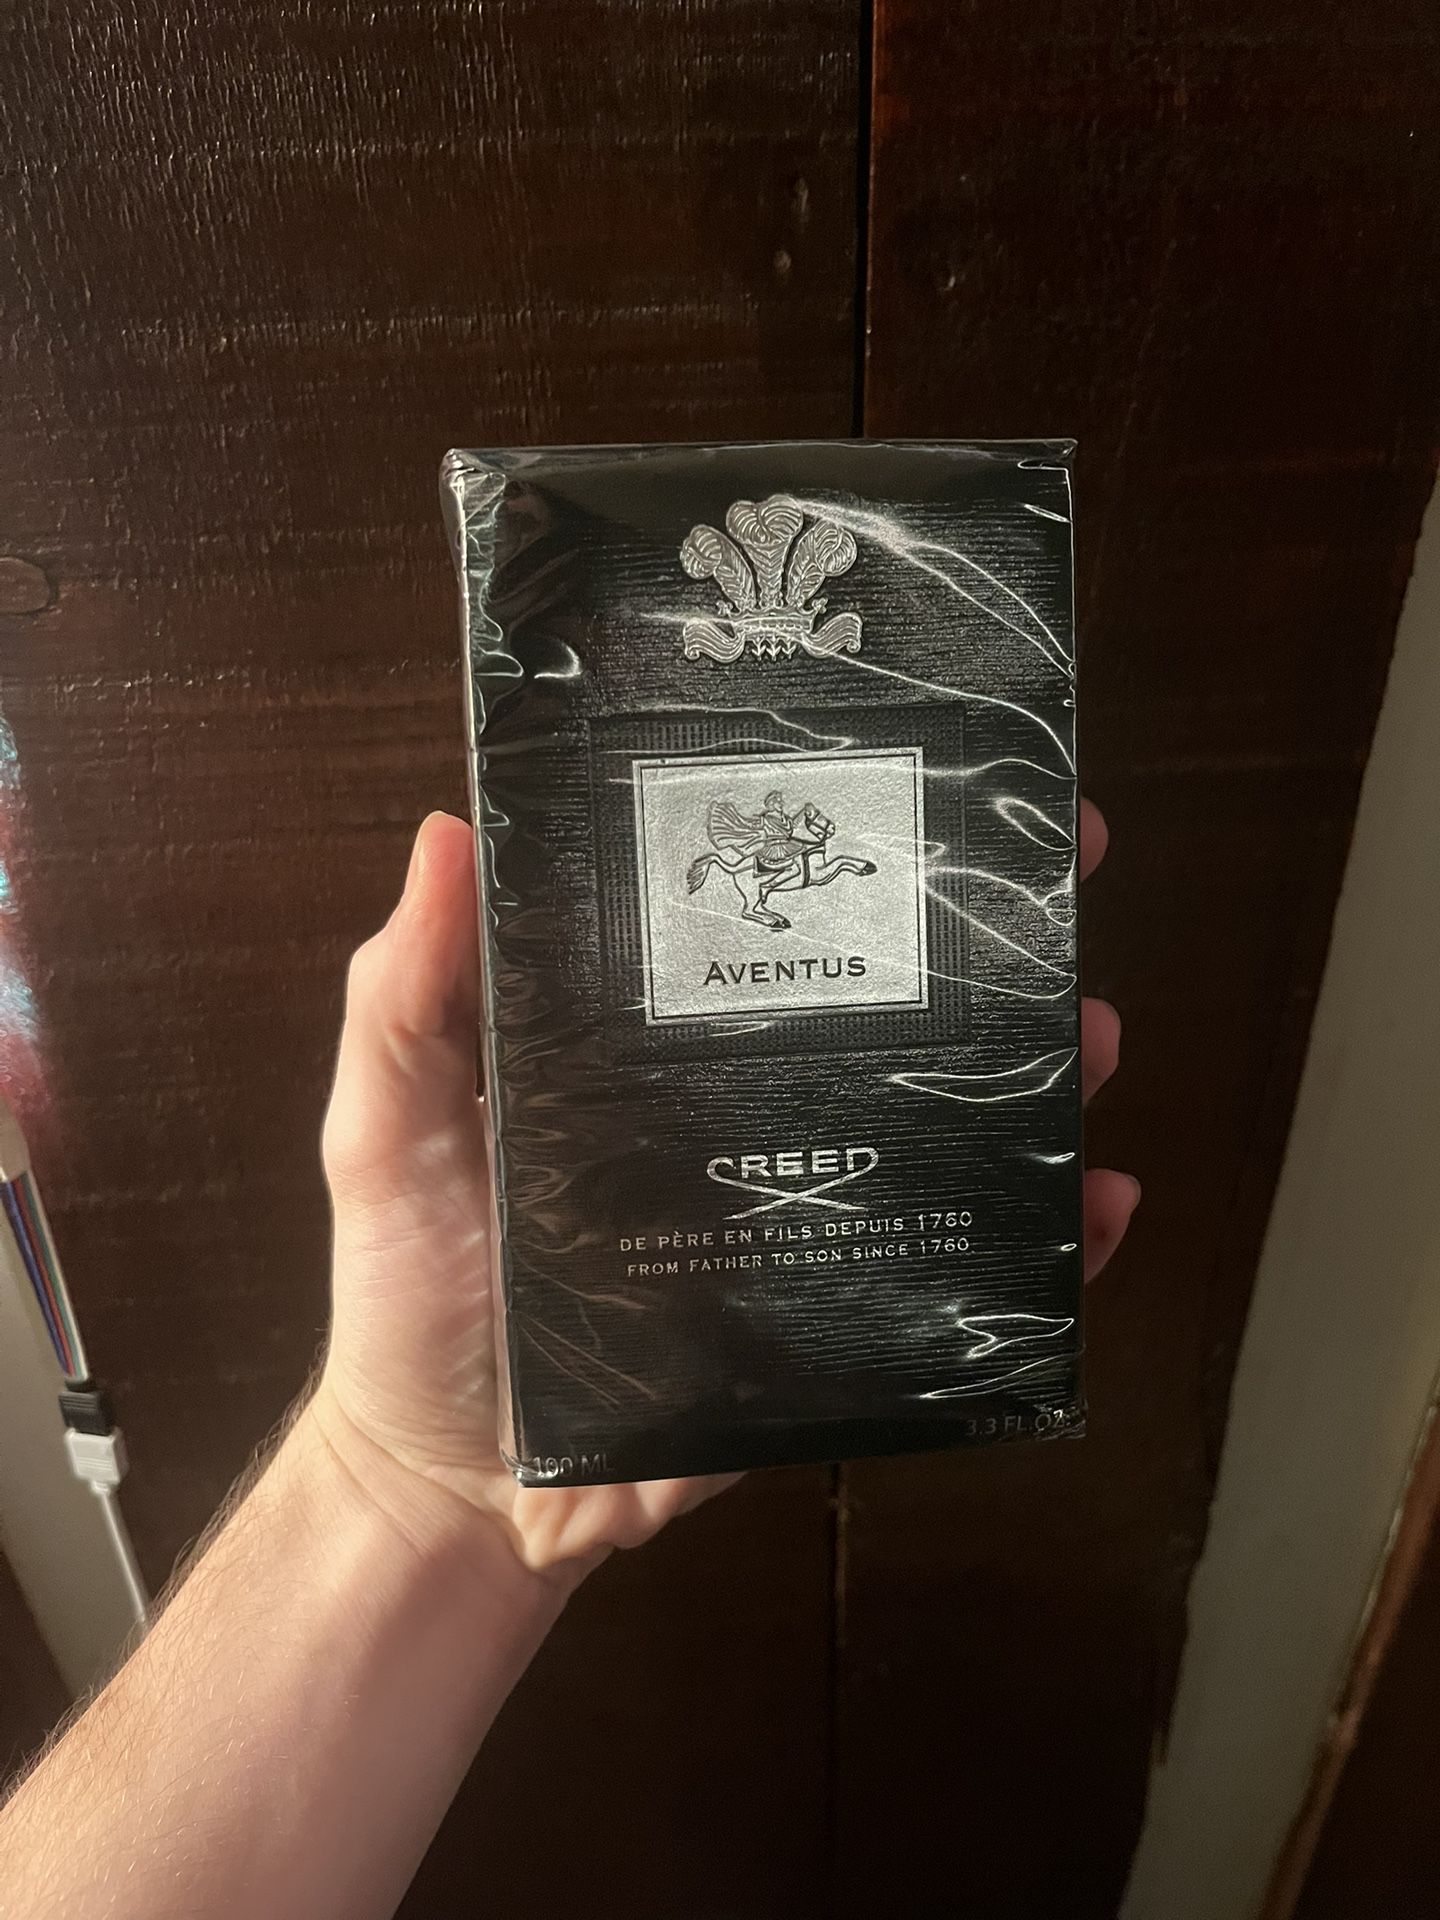 AVENTUS
CREED
DE PÈRE EN FILS DEPUIS 1760
FROM FATHER TO SON SINCE 1760
3.3 FL.OZ.
100 ML